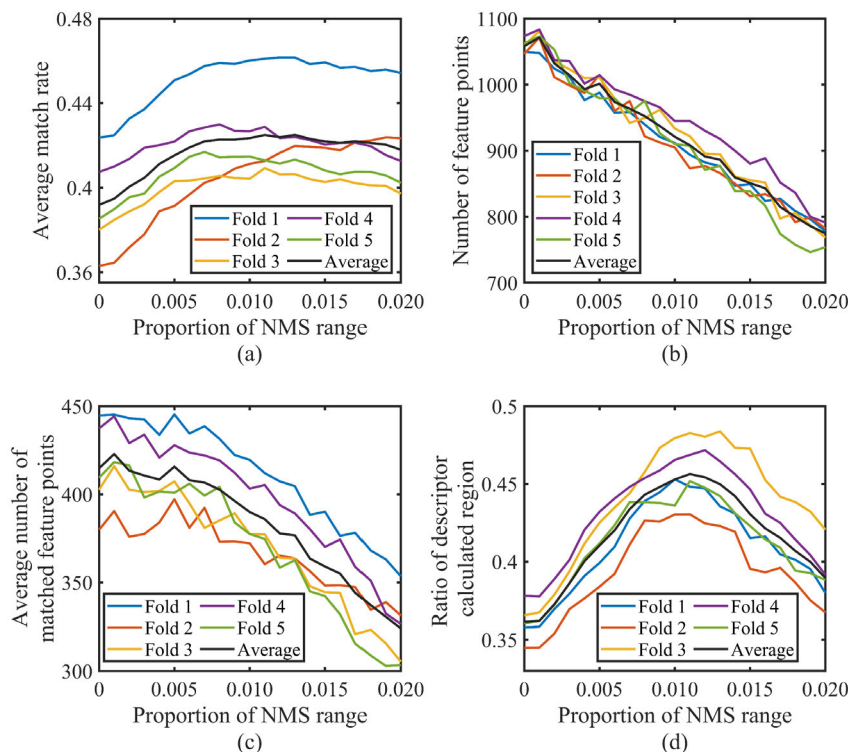 0.48
0.44
0.4
0.36
Average match rate
0 0.005 0.010 0.015 0.020
Proportion of NMS range
Fold 1 Fold 4
Fold 2 Fold 5
Fold 3 Average
(a)
1100
1000
900
800
700
Number of feature points
0 0.005 0.010 0.015 0.020
Proportion of NMS range
Fold 1
Fold 2
Fold 3
Fold 4
Fold 5
Average
(b)
450
400
350
300
Average number of
matched feature points
0 0.005 0.010 0.015 0.020
Proportion of NMS range
Fold 1 Fold 4
Fold 2 Fold 5
Fold 3 Average
(c)
0.5
0.45
0.4
0.35
Ratio of descriptor
calculated region
0 0.005 0.010 0.015 0.020
Proportion of NMS range
Fold 1 Fold 4
Fold 2 Fold 5
Fold 3 Average
(d)